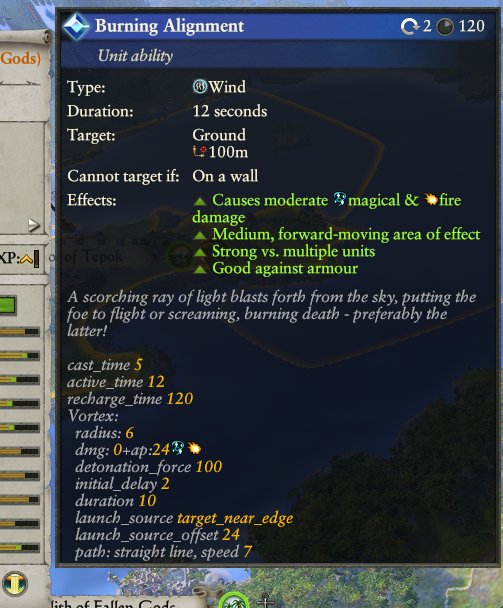 Burning Alignment 2 120
Gods)
Unit ability
Type: Wind
Duration: 12 seconds
Target: Ground
100m
Cannot target if: On a wall
Effects: Causes moderate magical & fire
damage
Medium, forward-moving area of effect
XP: of Tepok
Strong vs. multiple units
Good against armour
A scorching ray of light blasts forth from the sky, putting the
foe to flight or screaming, burning death - preferably the
latter!
cast_time 5
active_time 12
recharge_time 120
Vortex:
radius: 6
dmg: 0+ap:24
detonation_force 100
initial_delay 2
duration 10
launch_source target_near_edge
launch_source_offset 24
path: straight line, speed 7
lith of Fallen Gods